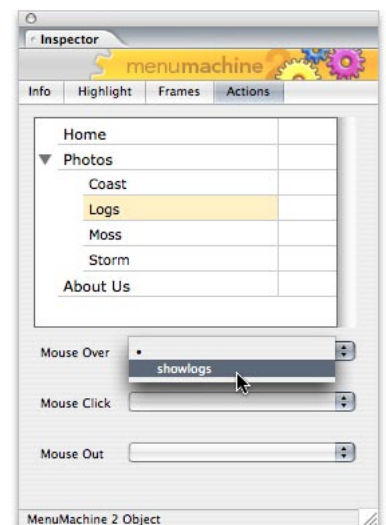 Inspector
menumachine 2
Info Highlight Frames Actions
Home
Photos
Coast
Logs
Moss
Storm
About Us
Mouse Over
showlogs
Mouse Click
Mouse Out
MenuMachine 2 Object